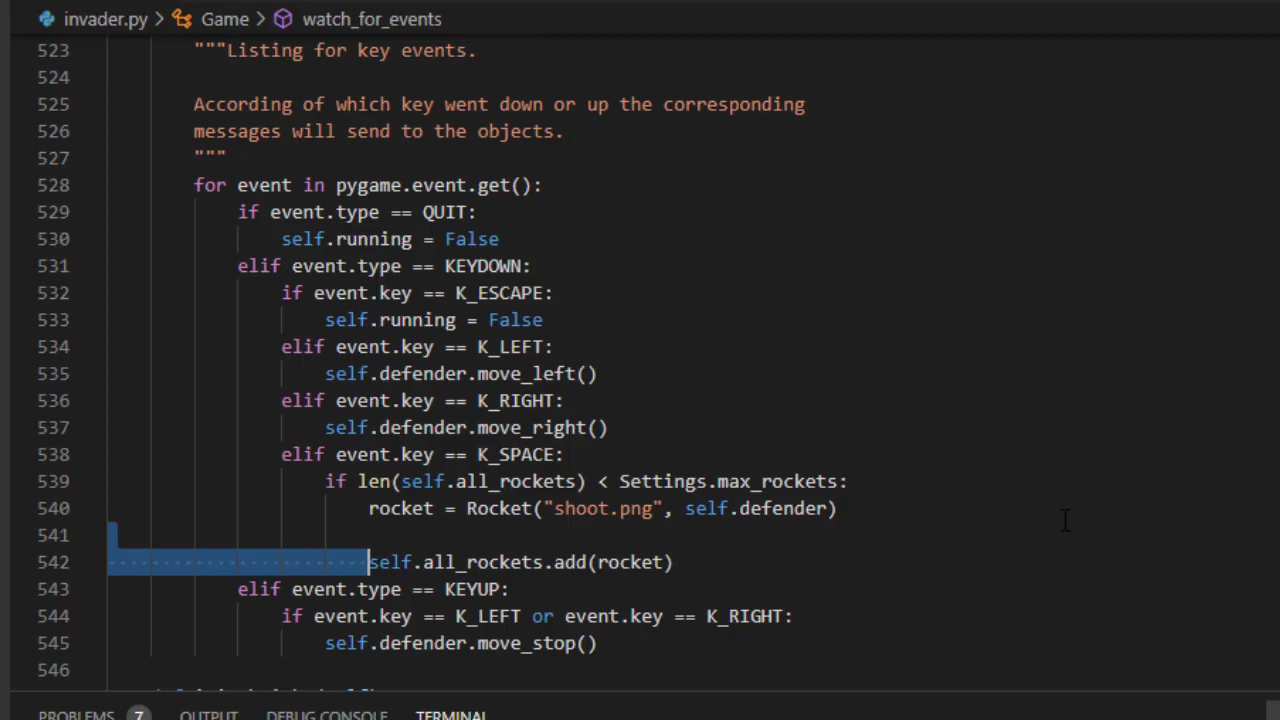 invader.py > Game > watch_for_events
523 """Listing for key events.
524
525 According of which key went down or up the corresponding
526 messages will send to the objects.
527 """
528 for event in pygame.event.get():
529 if event.type == QUIT:
530 self.running = False
531 elif event.type == KEYDOWN:
532 if event.key == K_ESCAPE:
533 self.running = False
534 elif event.key == K_LEFT:
535 self.defender.move_left()
536 elif event.key == K_RIGHT:
537 self.defender.move_right()
538 elif event.key == K_SPACE:
539 if len(self.all_rockets) < Settings.max_rockets:
540 rocket = Rocket("shoot.png", self.defender)
541
542 self.all_rockets.add(rocket)
543 elif event.type == KEYUP:
544 if event.key == K_LEFT or event.key == K_RIGHT:
545 self.defender.move_stop()
546
PROBLEMS 7 OUTPUT DEBUG CONSOLE TERMINAL